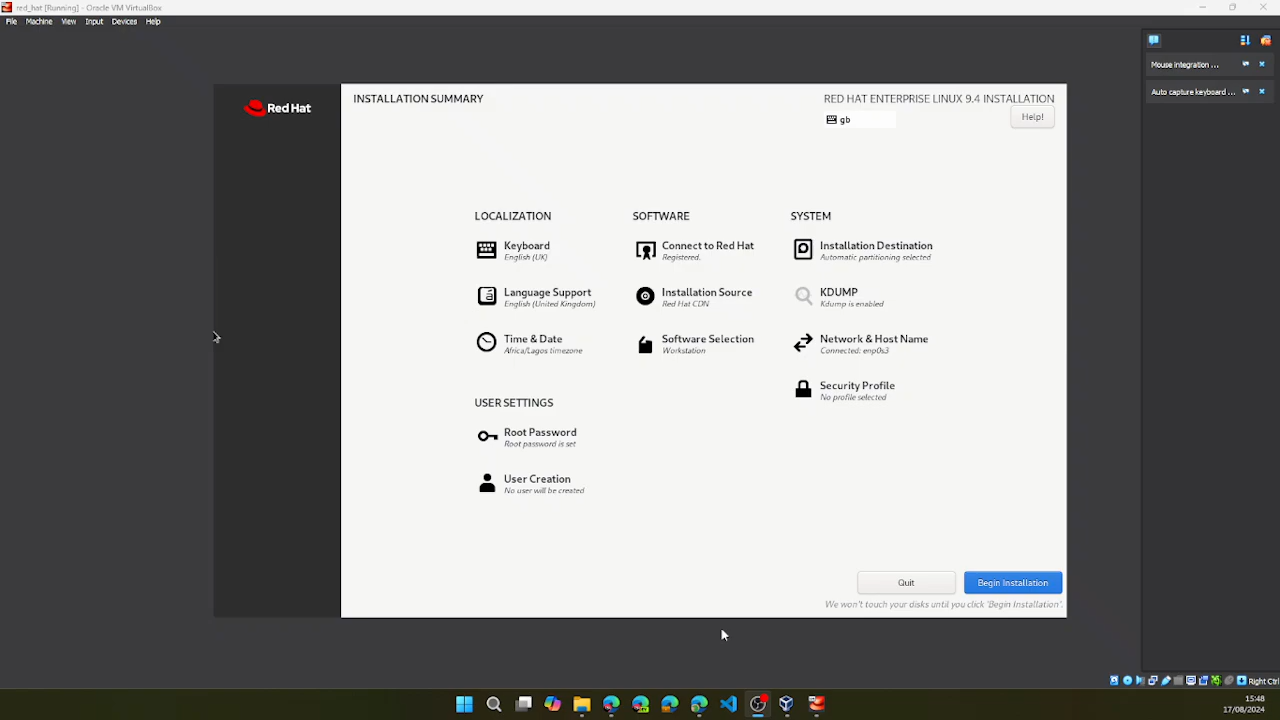 red_hat [Running] - Oracle VM VirtualBox
File Machine View Input Devices Help
Mouse integration ...
Auto capture keyboard ...
Red Hat
INSTALLATION SUMMARY
RED HAT ENTERPRISE LINUX 9.4 INSTALLATION
gb
Help!
LOCALIZATION
Keyboard
English (UK)
Language Support
English (United Kingdom)
Time & Date
Africa/Lagos timezone
USER SETTINGS
Root Password
Root password is set
User Creation
No user will be created
SOFTWARE
Connect to Red Hat
Registered.
Installation Source
Red Hat CDN
Software Selection
Workstation
SYSTEM
Installation Destination
Automatic partitioning selected
KDUMP
Kdump is enabled
Network & Host Name
Connected: enp0s3
Security Profile
No profile selected
Quit
Begin Installation
We won't touch your disks until you click 'Begin Installation'.
Right Ctrl
15:48
17/08/2024